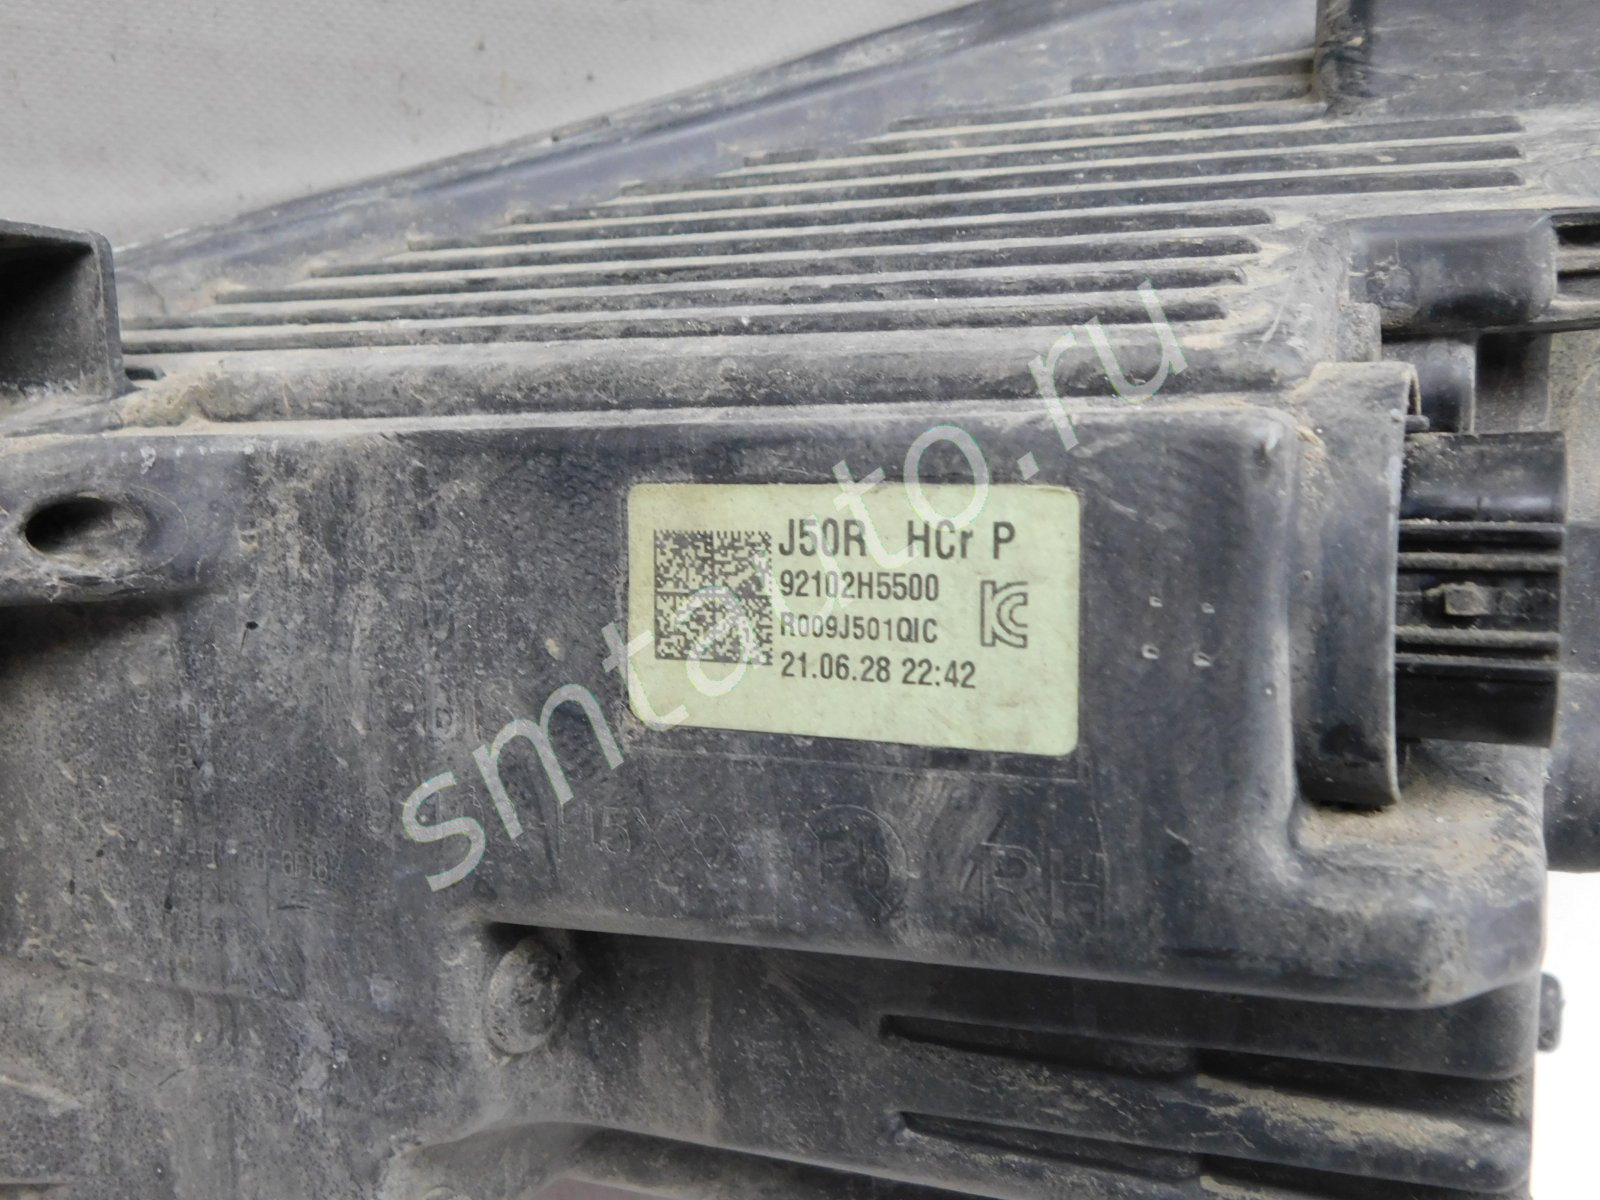 J50R HCr P
92102H5500
R009J501QIC
21.06.28 22:42
smtauto.ru
RH